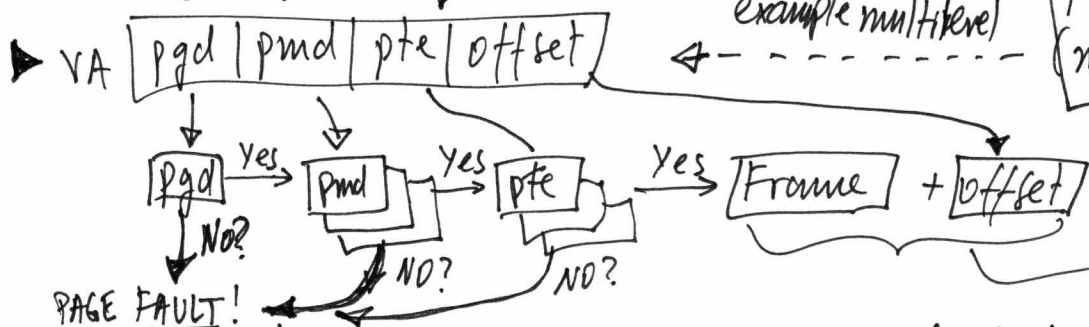 example multilevel
VA pgd pmd pte offset
pgd Yes pmd Yes pte Yes Frame + offset
NO? NO? NO?
PAGE FAULT!